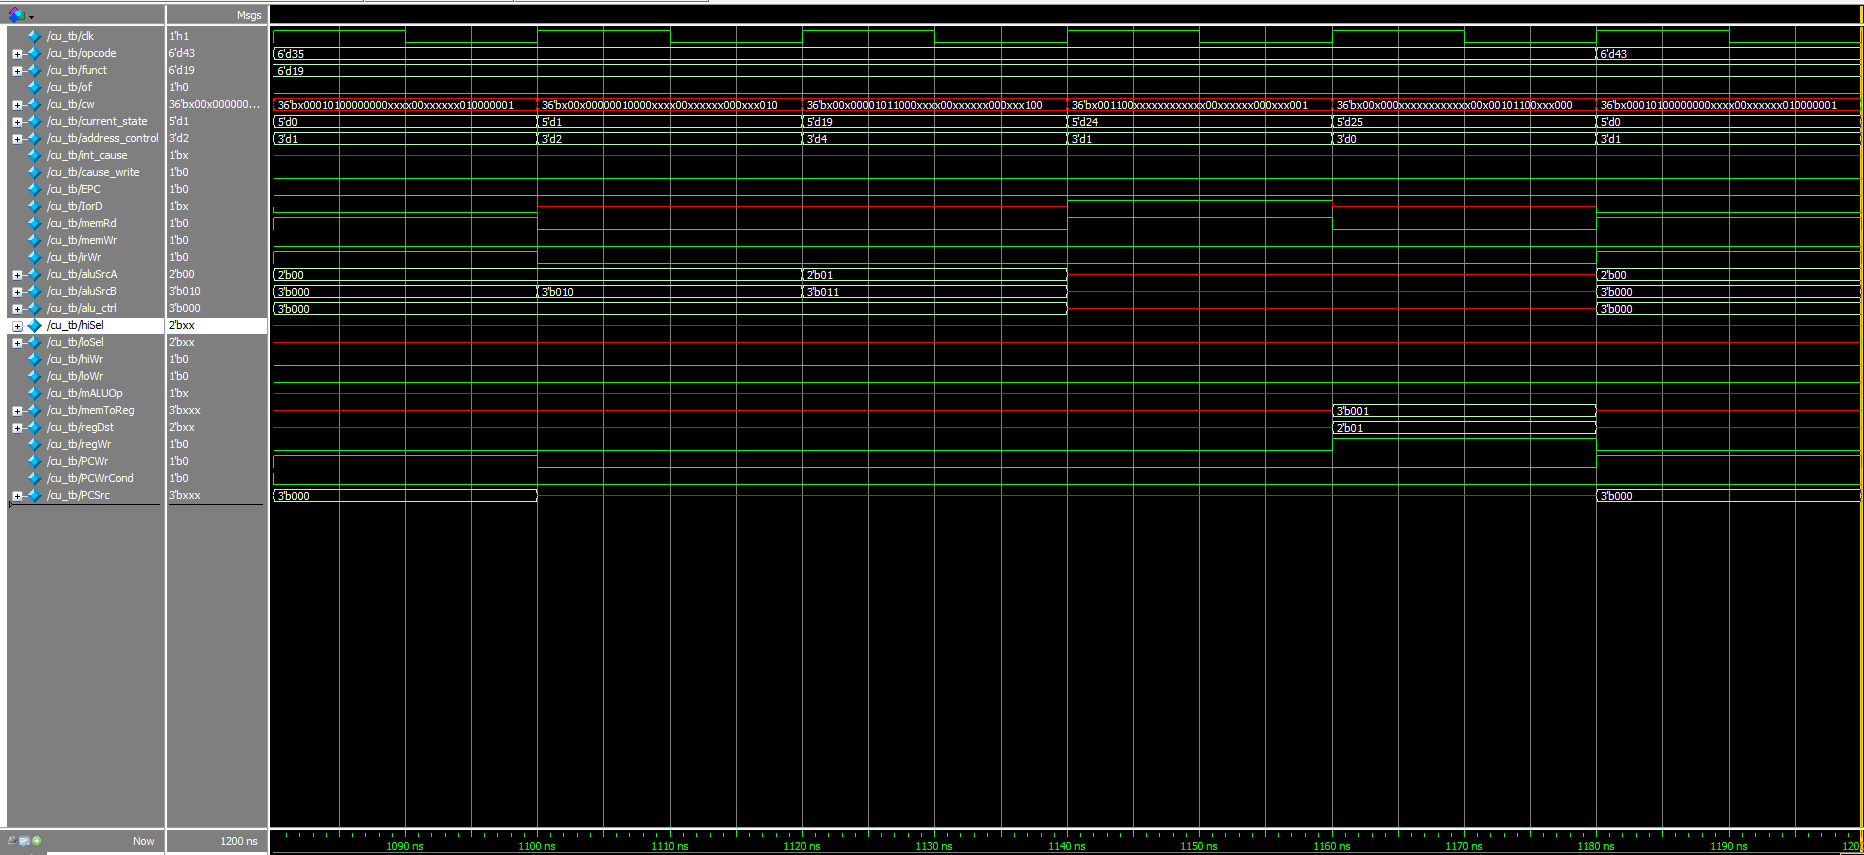 Msgs
/cu_tb/clk 1'h1
/cu_tb/opcode 6'd43 6'd35 6'd43
/cu_tb/funct 6'd19 6'd19
/cu_tb/of 1'h0
/cu_tb/cw 36'bx00x000000... 36'bx00010100000000xxxx00xxxxxx010000001 36'bx00x00000010000xxxx00xxxxxx000xxx010 36'bx00x00001011000xxxx00xxxxxx000xxx100 36'bx001100xxxxxxxxxxxx00xxxxxx000xxx001 36'bx00x000xxxxxxxxxxxx00x00101100xxx000 36'bx00010100000000xxxx00xxxxxx010000001
/cu_tb/current_state 5'd1 5'd0 5'd1 5'd19 5'd24 5'd25 5'd0
/cu_tb/address_control 3'd2 3'd1 3'd2 3'd4 3'd1 3'd0 3'd1
/cu_tb/int_cause 1'bx
/cu_tb/cause_write 1'b0
/cu_tb/EPC 1'b0
/cu_tb/IorD 1'bx
/cu_tb/memRd 1'b0
/cu_tb/memWr 1'b0
/cu_tb/irWr 1'b0
/cu_tb/aluSrcA 2'b00 2'b00 2'b01 2'b00
/cu_tb/aluSrcB 3'b010 3'b000 3'b010 3'b011 3'b000
/cu_tb/alu_ctrl 3'b000 3'b000 3'b000
/cu_tb/hiSel 2'bxx
/cu_tb/loSel 2'bxx
/cu_tb/hiWr 1'b0
/cu_tb/loWr 1'b0
/cu_tb/mALUOp 1'bx
/cu_tb/memToReg 3'bxxx 3'b001
/cu_tb/regDst 2'bxx 2'b01
/cu_tb/regWr 1'b0
/cu_tb/PCWr 1'b0
/cu_tb/PCWrCond 1'b0
/cu_tb/PCSrc 3'bxxx 3'b000 3'b000
Now 1200 ns 1090 ns 1100 ns 1110 ns 1120 ns 1130 ns 1140 ns 1150 ns 1160 ns 1170 ns 1180 ns 1190 ns